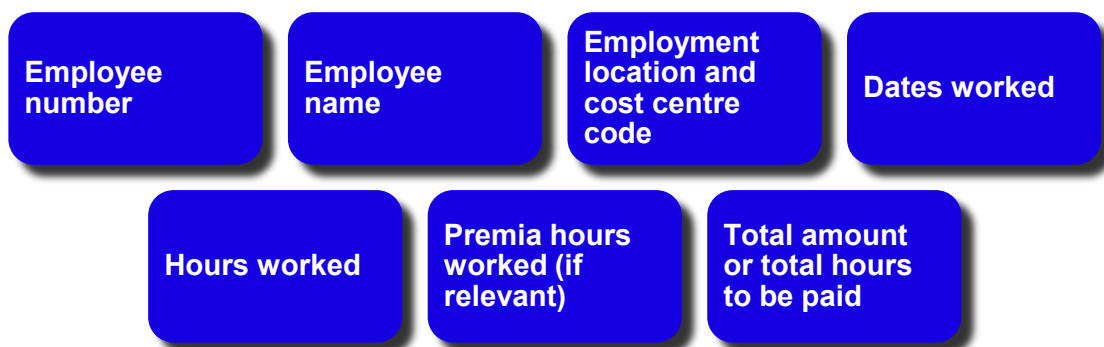 Employee
number
Employee
name
Employment
location and
cost centre
code
Dates worked
Hours worked
Premia hours
worked (if
relevant)
Total amount
or total hours
to be paid